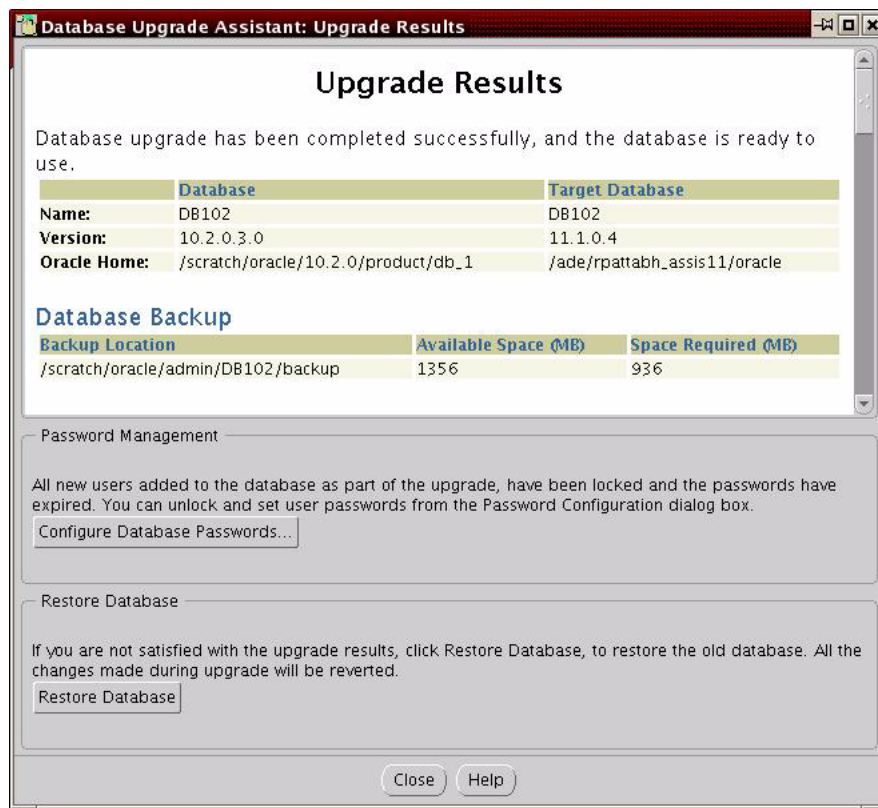 Database Upgrade Assistant: Upgrade Results
Upgrade Results
Database upgrade has been completed successfully, and the database is ready to
use.
Database Target Database
Name: DB102 DB102
Version: 10.2.0.3.0 11.1.0.4
Oracle Home: /scratch/oracle/10.2.0/product/db_1 /ade/rpattabh_assis11/oracle
Database Backup
Backup Location Available Space (MB) Space Required (MB)
/scratch/oracle/admin/DB102/backup 1356 936
Password Management
All new users added to the database as part of the upgrade, have been locked and the passwords have
expired. You can unlock and set user passwords from the Password Configuration dialog box.
Configure Database Passwords...
Restore Database
If you are not satisfied with the upgrade results, click Restore Database, to restore the old database. All the
changes made during upgrade will be reverted.
Restore Database
Close Help